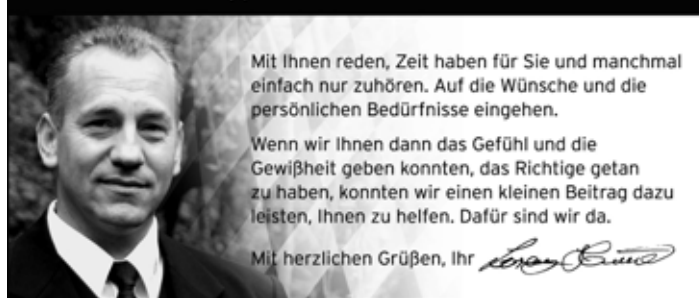 Mit Ihnen reden, Zeit haben für Sie und manchmal
einfach nur zuhören. Auf die Wünsche und die
persönlichen Bedürfnisse eingehen.
Wenn wir Ihnen dann das Gefühl und die
Gewißheit geben konnten, das Richtige getan
zu haben, konnten wir einen kleinen Beitrag dazu
leisten, Ihnen zu helfen. Dafür sind wir da.
Mit herzlichen Grüßen, Ihr